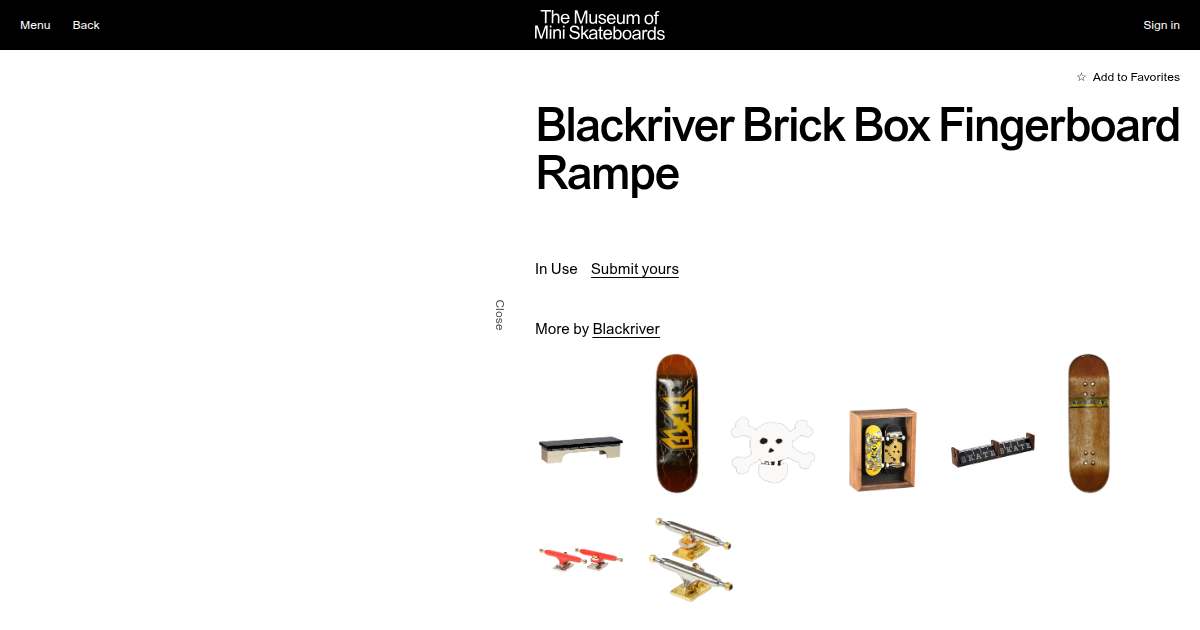 Menu
Back
The Museum of
Mini Skateboards
Sign in
☆ Add to Favorites
Blackriver Brick Box Fingerboard
Rampe
In Use
Submit yours
Close
More by Blackriver